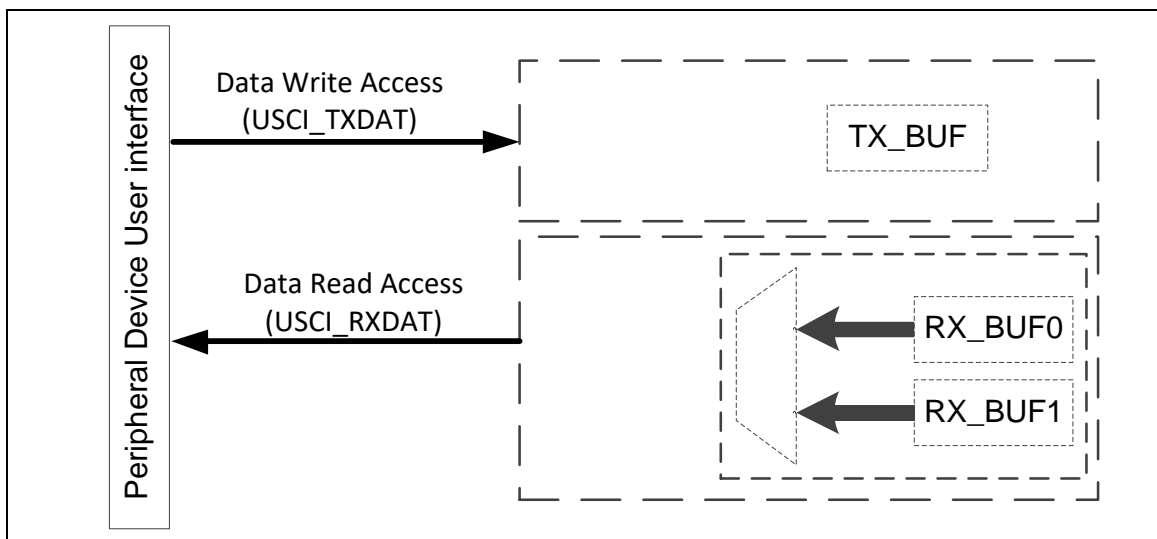 Peripheral Device User interface
Data Write Access
(USCI_TXDAT)
TX_BUF
Data Read Access
(USCI_RXDAT)
RX_BUF0
RX_BUF1